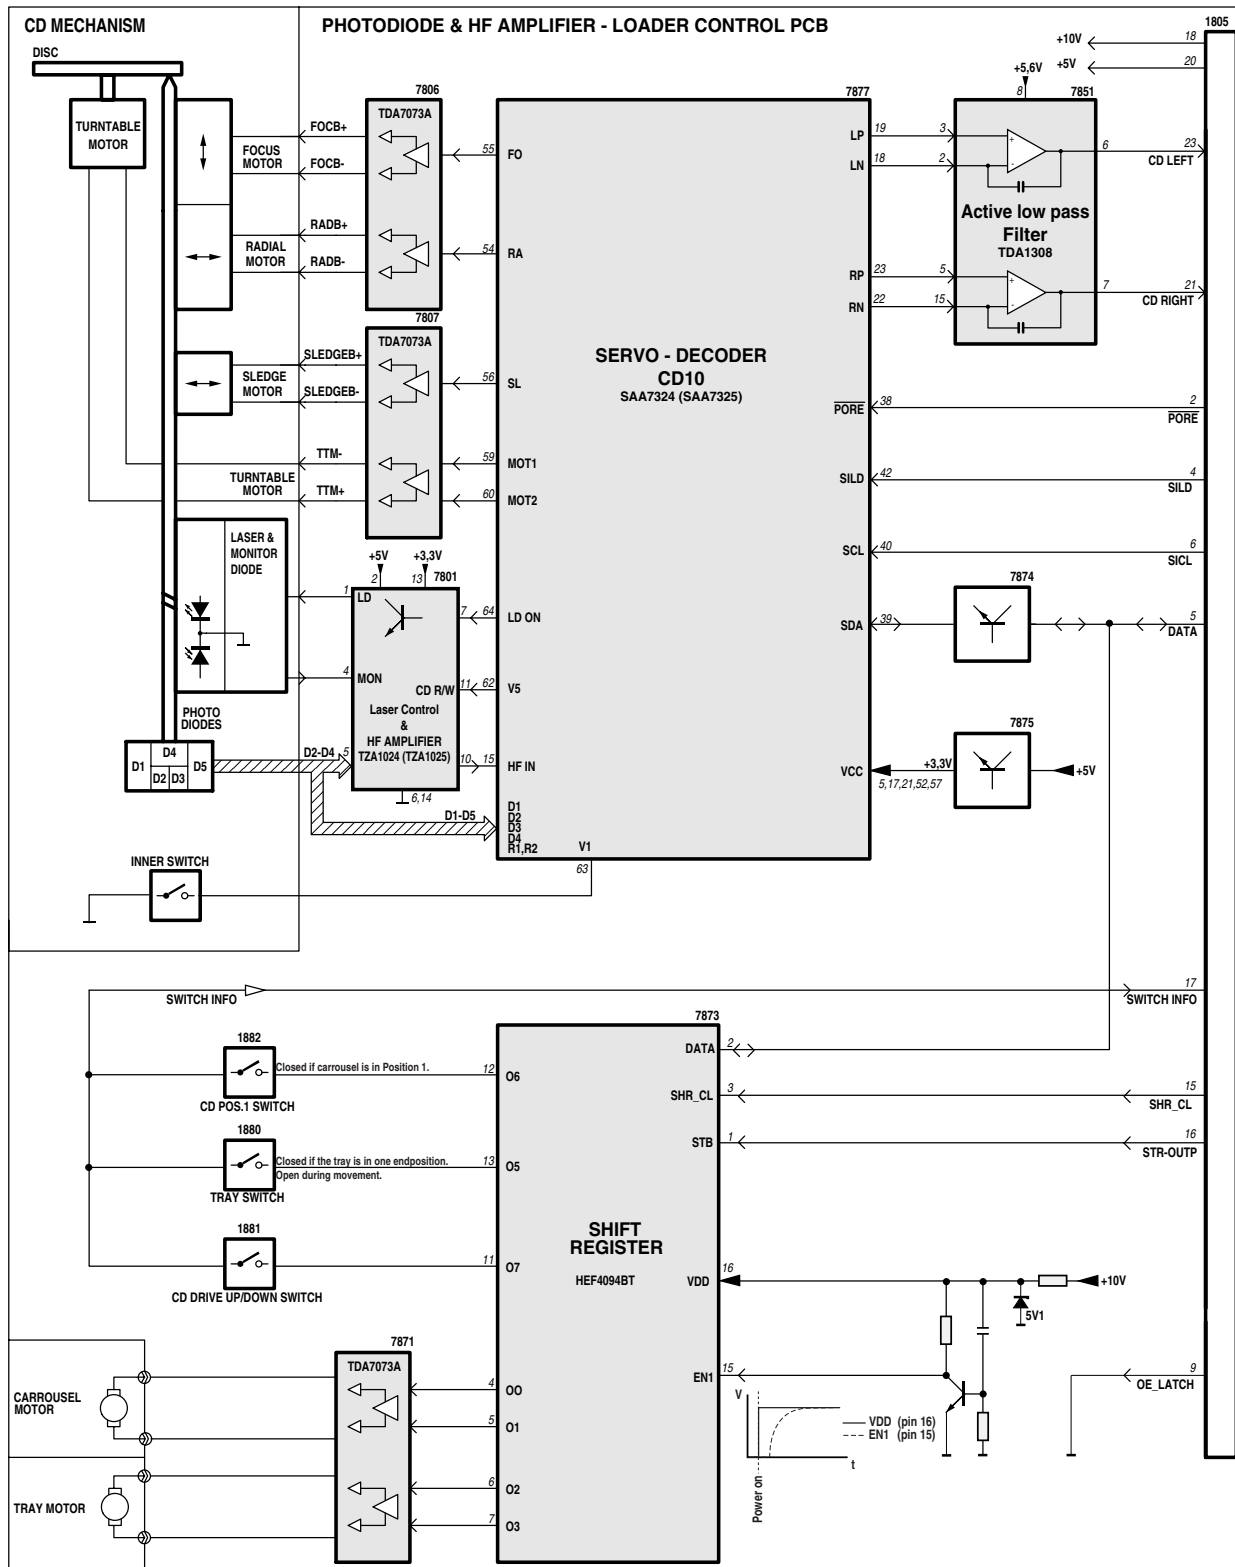 CD MECHANISM
PHOTODIODE & HF AMPLIFIER - LOADER CONTROL PCB
1805
DISC
+10V
18
+5V
20
+5,6V
TURNTABLE
MOTOR
7806
TDA7073A
7877
8
7851
FOCB+
FOCUS
MOTOR
FOCB-
55
FO
LP
19
3
LN
18
2
6
23
CD LEFT
Active low pass
Filter
TDA1308
RADB+
RADIAL
MOTOR
RADB-
54
RA
RP
23
5
RN
22
15
7
21
CD RIGHT
7807
TDA7073A
SLEDGEB+
SLEDGE
MOTOR
SLEDGEB-
56
SL
SERVO - DECODER
CD10
SAA7324 (SAA7325)
PORE
38
2
PORE
TTM-
59
MOT1
TURNTABLE
MOTOR
TTM+
60
MOT2
SILD
42
4
SILD
LASER &
MONITOR
DIODE
+5V
+3,3V
2
13
7801
SCL
40
6
SICL
1
LD
7
64
LD ON
7874
SDA
39
5
DATA
4
MON
CD R/W
11
62
V5
Laser Control
&
HF AMPLIFIER
TZA1024 (TZA1025)
PHOTO
DIODES
7875
D1
D4
D2
D3
D5
D2-D4
5
10
15
HF IN
VCC
+3,3V
5,17,21,52,57
+5V
6,14
D1-D5
D1
D2
D3
D4
R1,R2
V1
63
INNER SWITCH
SWITCH INFO
17
SWITCH INFO
7873
1882
Closed if carrousel is in Position 1.
12
O6
CD POS.1 SWITCH
DATA
2
SHR_CL
3
15
SHR_CL
1880
Closed if the tray is in one endposition.
Open during movement.
13
O5
TRAY SWITCH
STB
1
16
STR-OUTP
SHIFT
REGISTER
HEF4094BT
1881
11
O7
CD DRIVE UP/DOWN SWITCH
VDD
16
+10V
5V1
7871
TDA7073A
CARROUSEL
MOTOR
4
OO
5
O1
EN1
15
9
OE_LATCH
V
VDD (pin 16)
EN1 (pin 15)
t
Power on
TRAY MOTOR
6
O2
7
O3